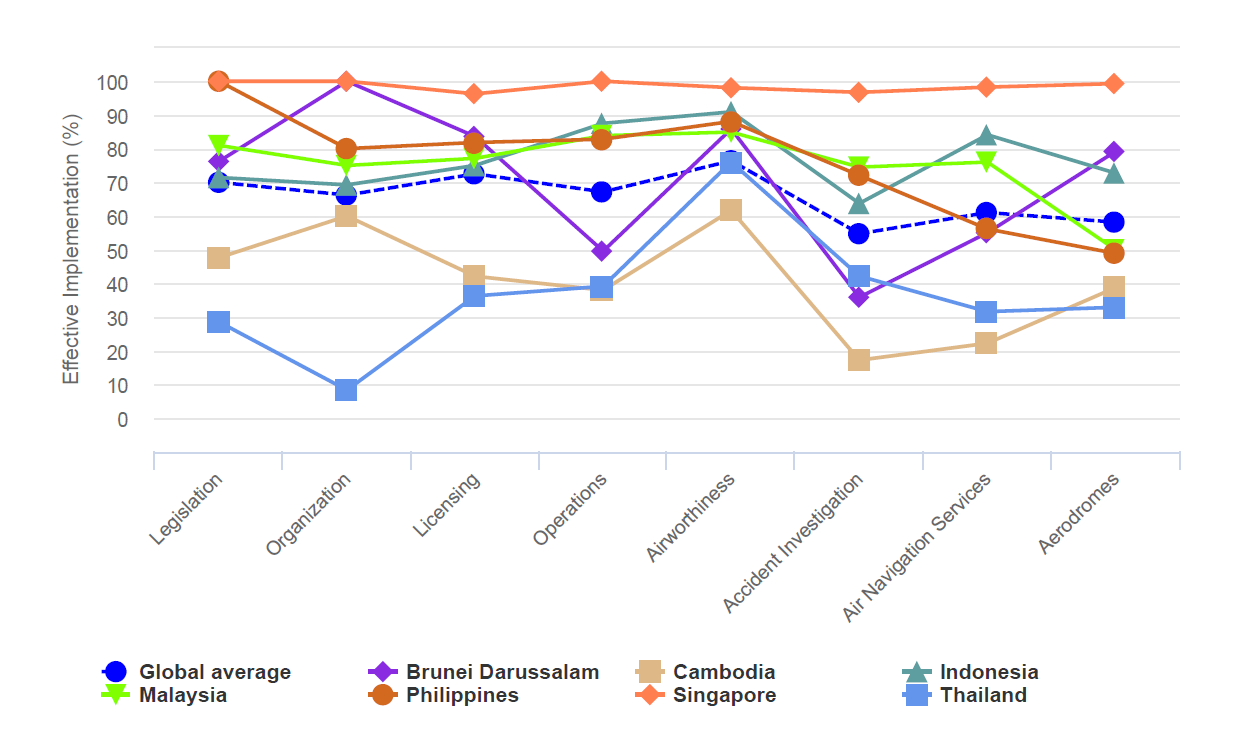 Effective Implementation (%)
100
90
80
70
60
50
40
30
20
10
0
Legislation
Organization
Licensing
Operations
Airworthiness
Accident Investigation
Air Navigation Services
Aerodromes
Global average
Brunei Darussalam
Cambodia
Indonesia
Malaysia
Philippines
Singapore
Thailand